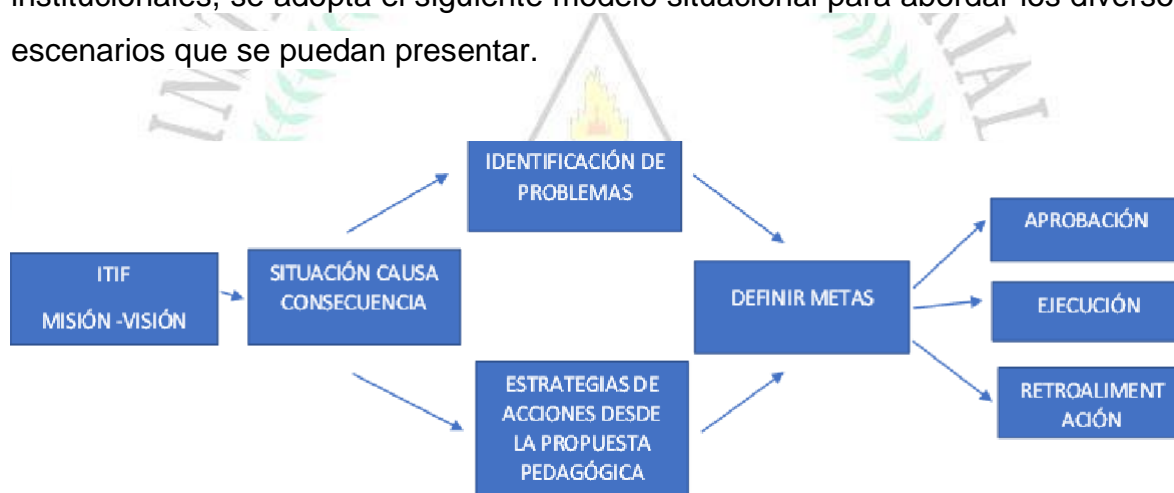 institucionales, se adopta el siguiente modelo situacional para abordar los diverso
escenarios que se puedan presentar.
IDENTIFICACIÓN DE
PROBLEMAS
ITIF
MISIÓN -VISIÓN
SITUACIÓN CAUSA
CONSECUENCIA
ESTRATEGIAS DE
ACCIONES DESDE
LA PROPUESTA
PEDAGÓGICA
DEFINIR METAS
APROBACIÓN
EJECUCIÓN
RETROALIMENT
ACIÓN